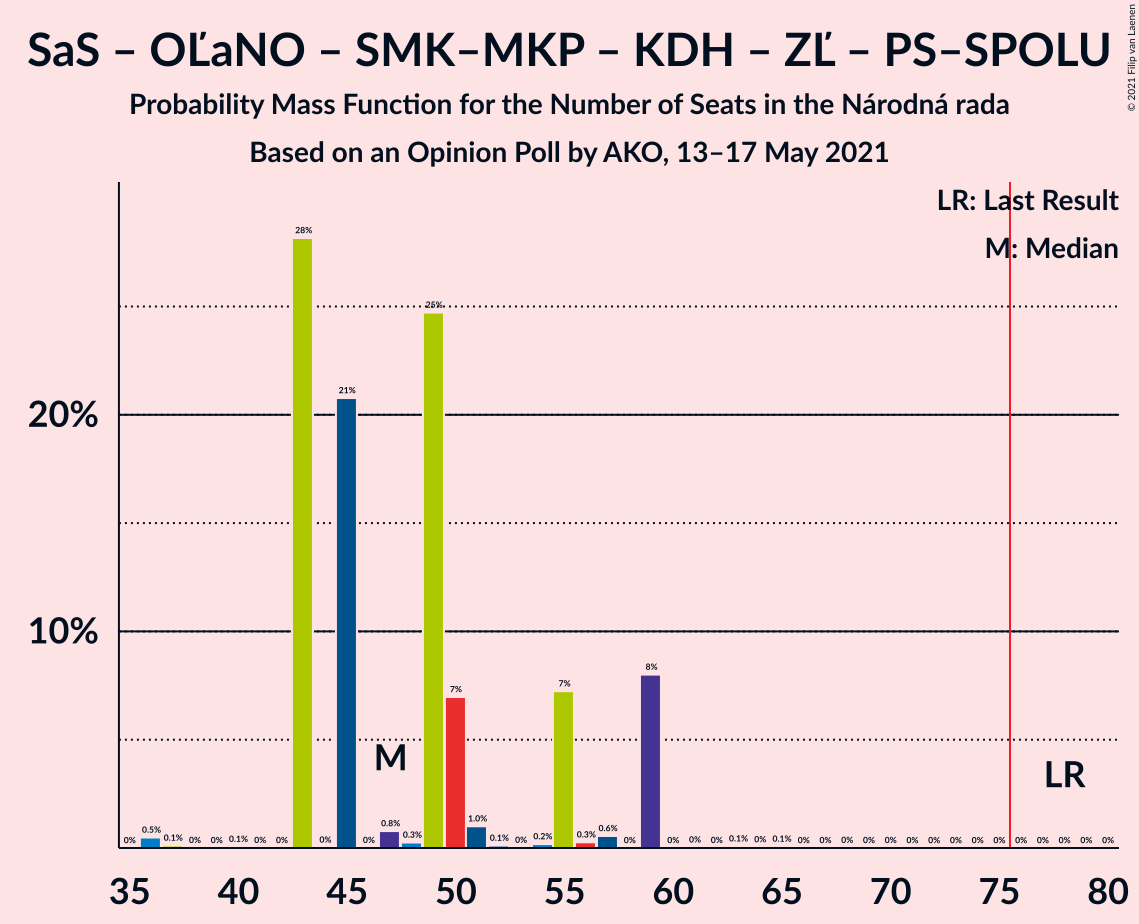 SaS – OĽaNO – SMK–MKP – KDH – ZĽ – PS–SPOLU
Probability Mass Function for the Number of Seats in the Národná rada
Based on an Opinion Poll by AKO, 13–17 May 2021
© 2021 Filip van Laenen
LR: Last Result
M: Median
28%
25%
21%
20%
10%
8%
7%
7%
M
LR
0% 0.5% 0.1% 0% 0% 0.1% 0% 0% 0% 0% 0.8% 0.3% 1.0% 0.1% 0% 0.2% 0.3% 0.6% 0% 0% 0% 0% 0.1% 0% 0.1% 0% 0% 0% 0% 0% 0% 0% 0% 0% 0% 0% 0% 0% 0% 0%
35 40 45 50 55 60 65 70 75 80